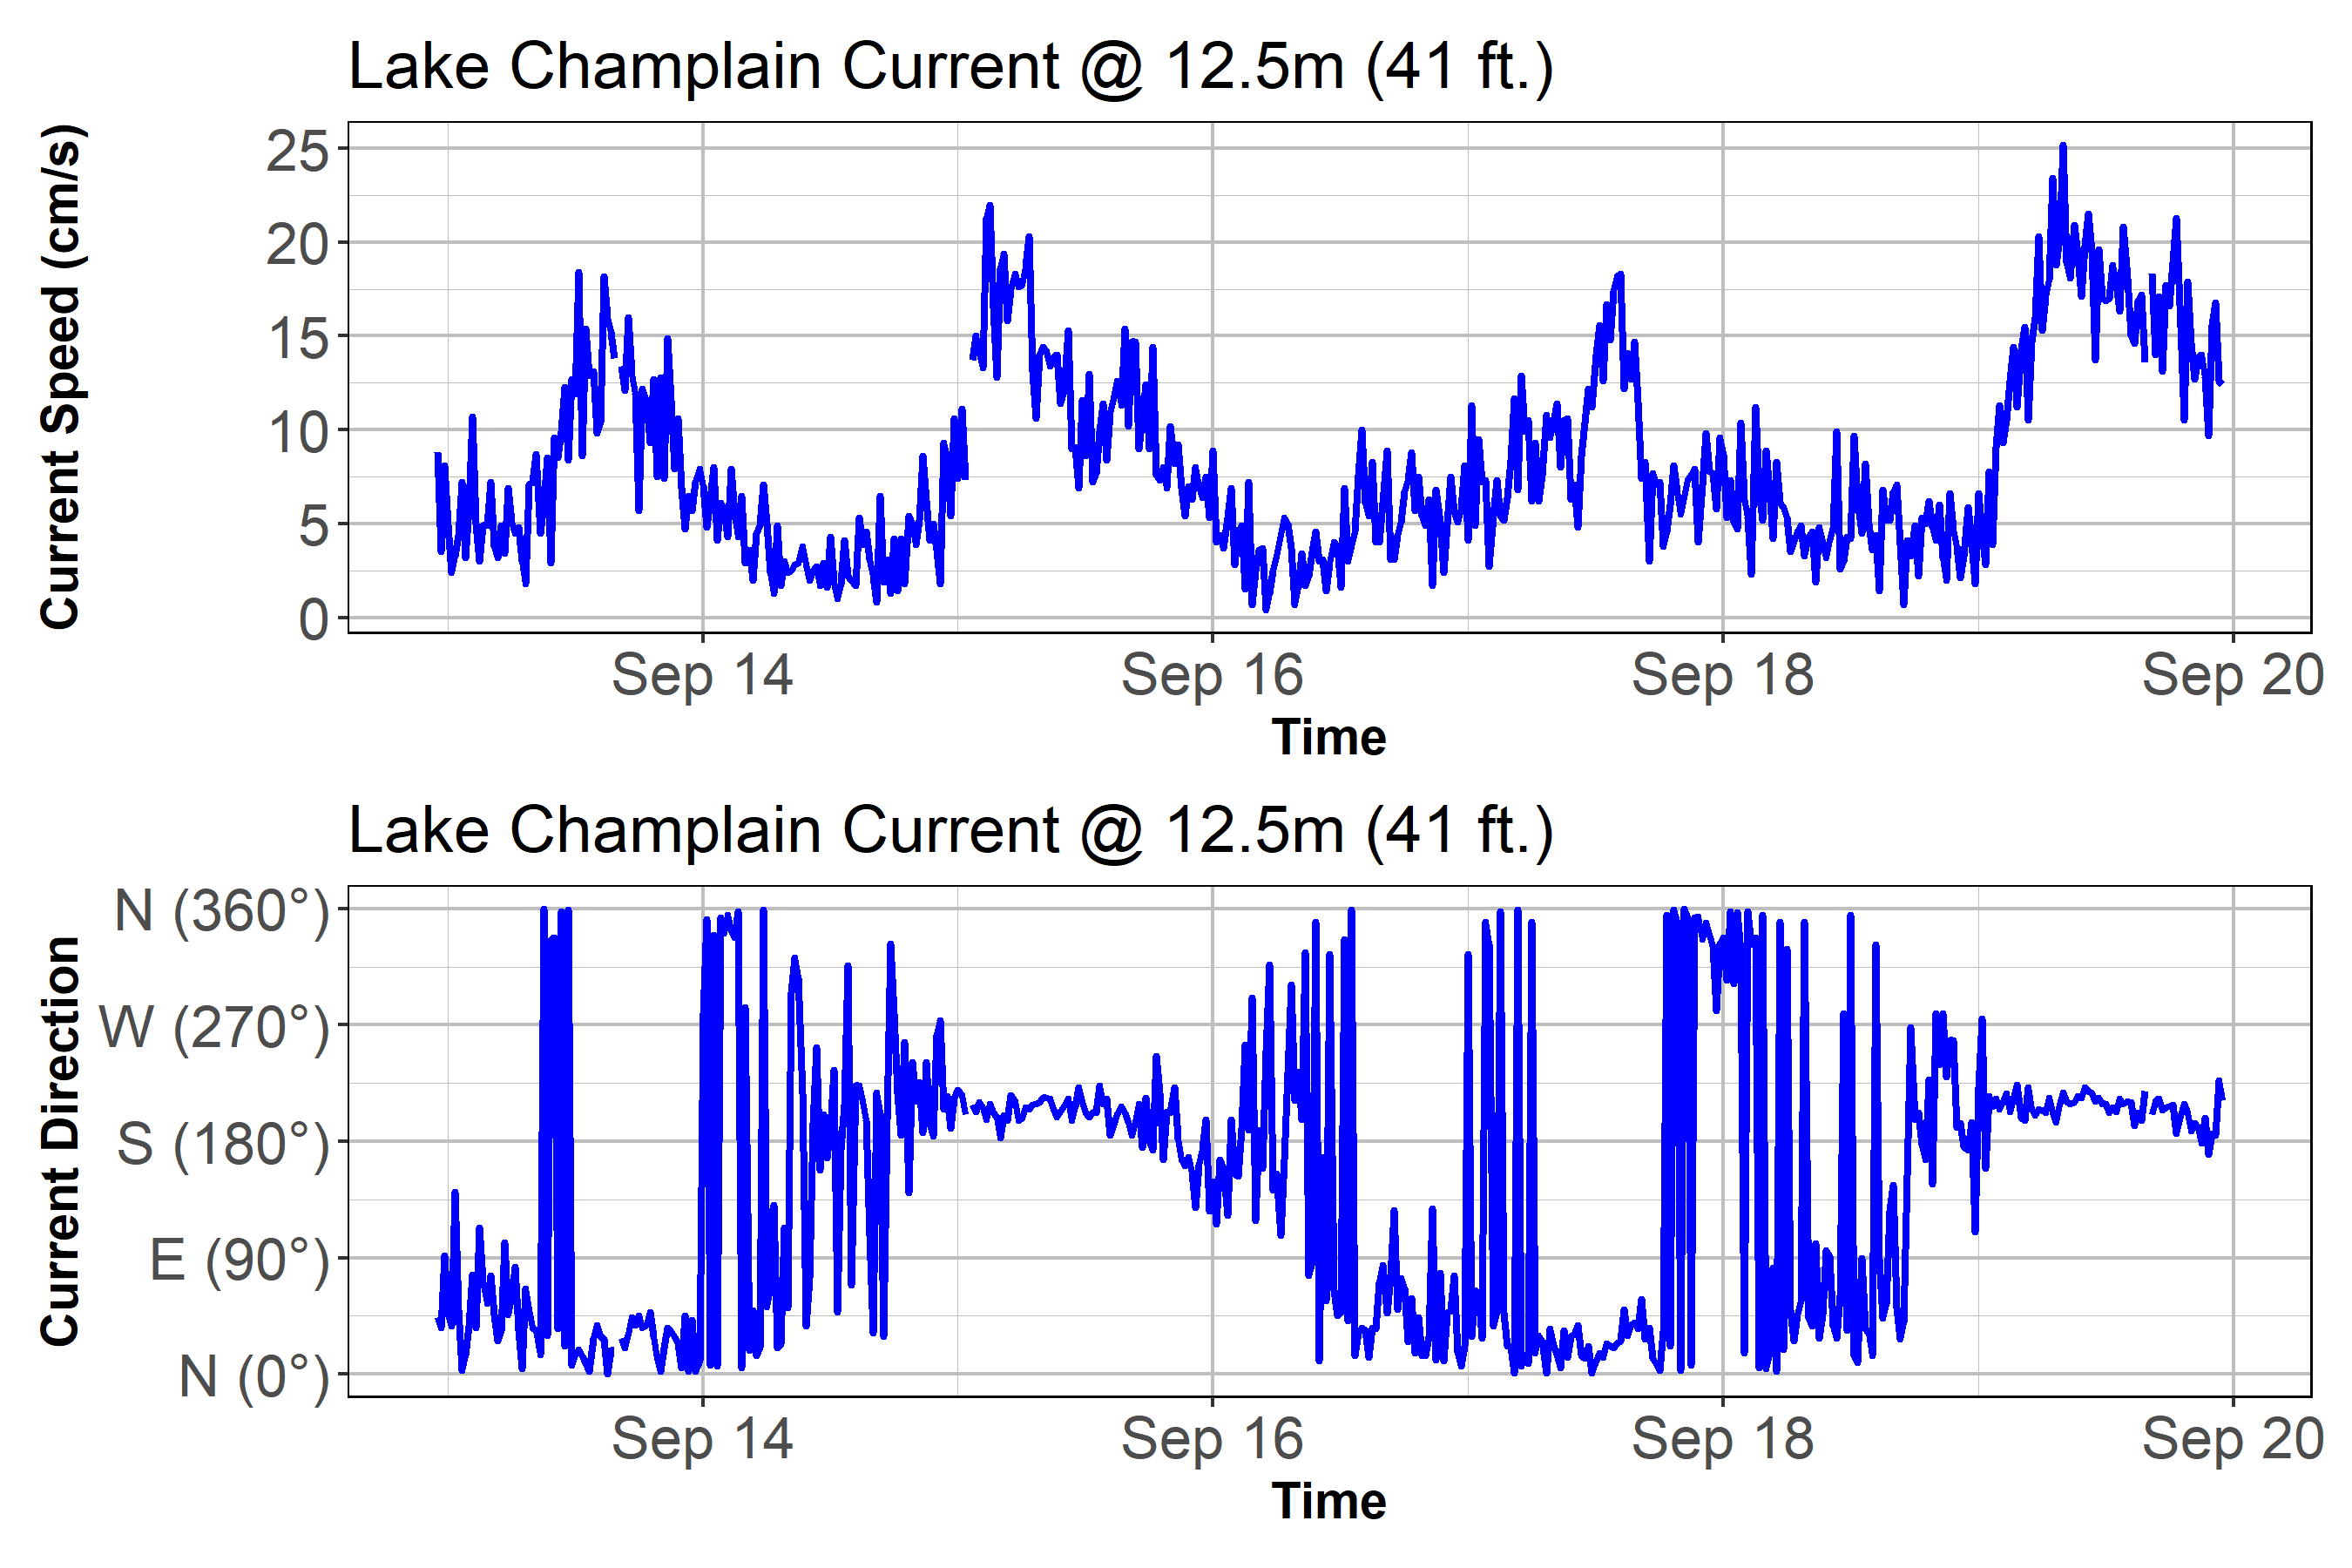 Lake Champlain Current @ 12.5m (41 ft.)
Current Speed (cm/s)
25
20
15
10
5
0
Sep 14 Sep 16 Sep 18 Sep 20
Time
Lake Champlain Current @ 12.5m (41 ft.)
Current Direction
N (360°)
W (270°)
S (180°)
E (90°)
N (0°)
Sep 14 Sep 16 Sep 18 Sep 20
Time